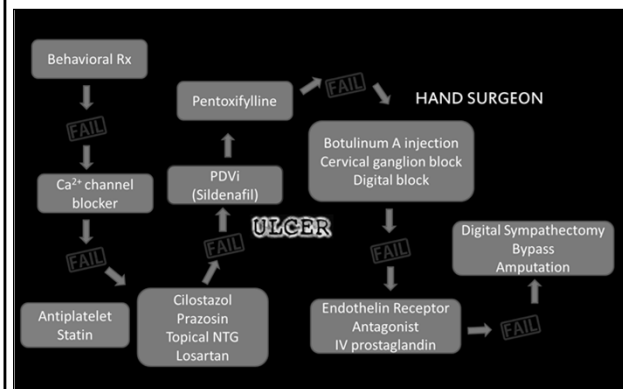 Behavioral Rx
FAIL
Ca²⁺ channel
blocker
FAIL
Antiplatelet
Statin
Cilostazol
Prazosin
Topical NTG
Losartan
FAIL
ULCER
PDVi
(Sildenafil)
Pentoxifylline
FAIL
HAND SURGEON
Botulinum A injection
Cervical ganglion block
Digital block
FAIL
Endothelin Receptor
Antagonist
IV prostaglandin
FAIL
Digital Sympathectomy
Bypass
Amputation